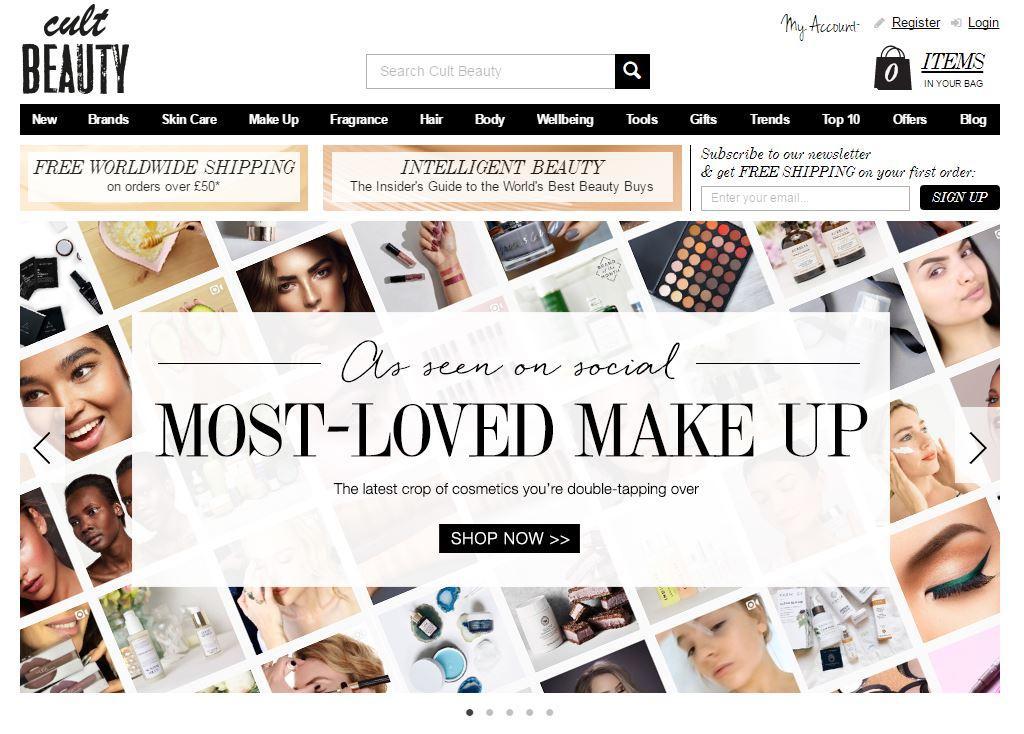 cult
BEAUTY
My Account
Register
Login
Search Cult Beauty
0
ITEMS
IN YOUR BAG
New
Brands
Skin Care
Make Up
Fragrance
Hair
Body
Wellbeing
Tools
Gifts
Trends
Top 10
Offers
Blog
FREE WORLDWIDE SHIPPING
on orders over £50*
INTELLIGENT BEAUTY
The Insider's Guide to the World's Best Beauty Buys
Subscribe to our newsletter
& get FREE SHIPPING on your first order:
Enter your email...
SIGN UP
As seen on social
MOST-LOVED MAKE UP
The latest crop of cosmetics you're double-tapping over
SHOP NOW >>